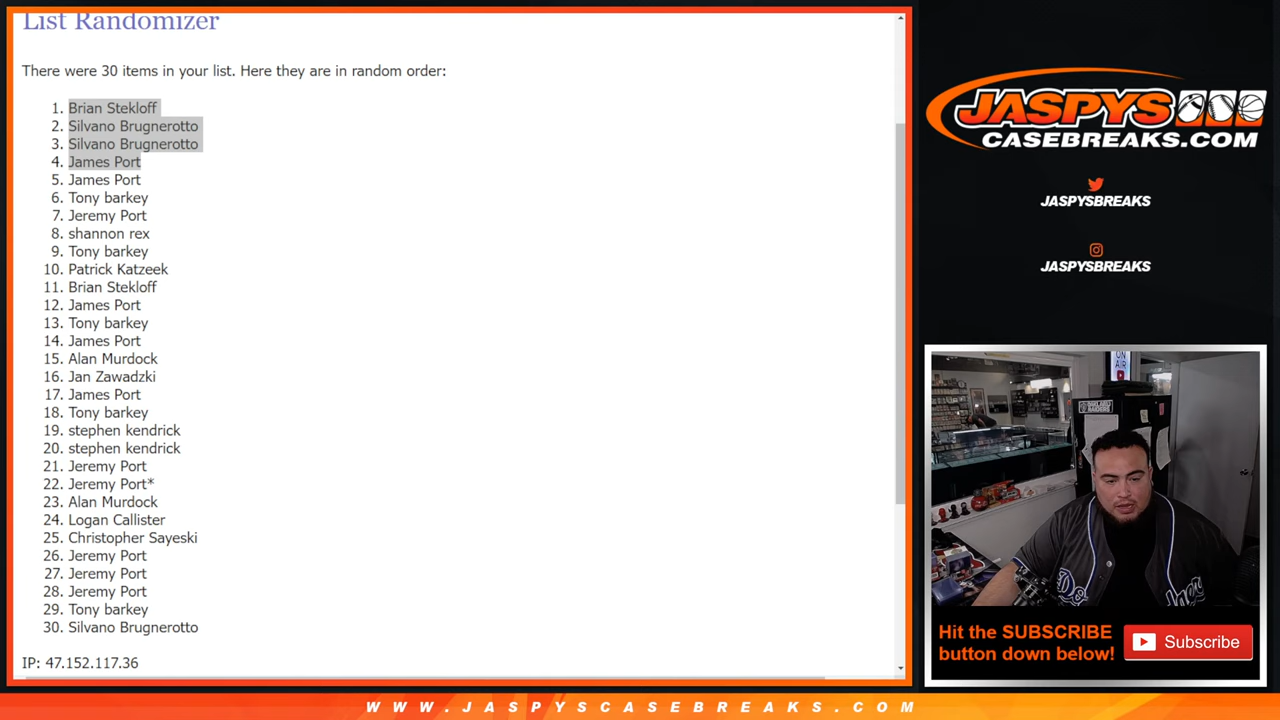 List Randomizer
There were 30 items in your list. Here they are in random order:
1. Brian Stekloff
2. Silvano Brugnerotto
3. Silvano Brugnerotto
4. James Port
5. James Port
6. Tony barkey
7. Jeremy Port
8. shannon rex
9. Tony barkey
10. Patrick Katzeek
11. Brian Stekloff
12. James Port
13. Tony barkey
14. James Port
15. Alan Murdock
16. Jan Zawadzki
17. James Port
18. Tony barkey
19. stephen kendrick
20. stephen kendrick
21. Jeremy Port
22. Jeremy Port*
23. Alan Murdock
24. Logan Callister
25. Christopher Sayeski
26. Jeremy Port
27. Jeremy Port
28. Jeremy Port
29. Tony barkey
30. Silvano Brugnerotto
IP: 47.152.117.36
JASPYS
CASEBREAKS.COM
JASPYSBREAKS
JASPYSBREAKS
ON
AIR
Hit the SUBSCRIBE
button down below!
Subscribe
WWW.JASPYSCASEBREAKS.COM